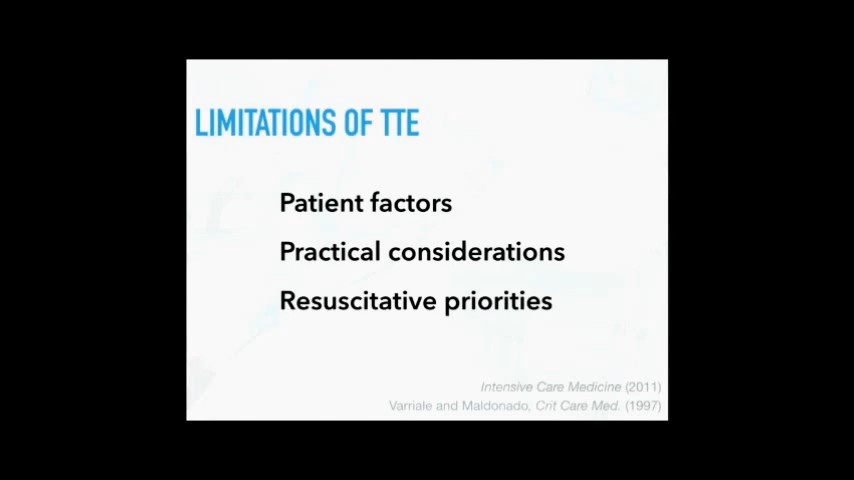 LIMITATIONS OF TTE
Patient factors
Practical considerations
Resuscitative priorities
Intensive Care Medicine (2011)
Varriale and Maldonado, Crit Care Med. (1997)